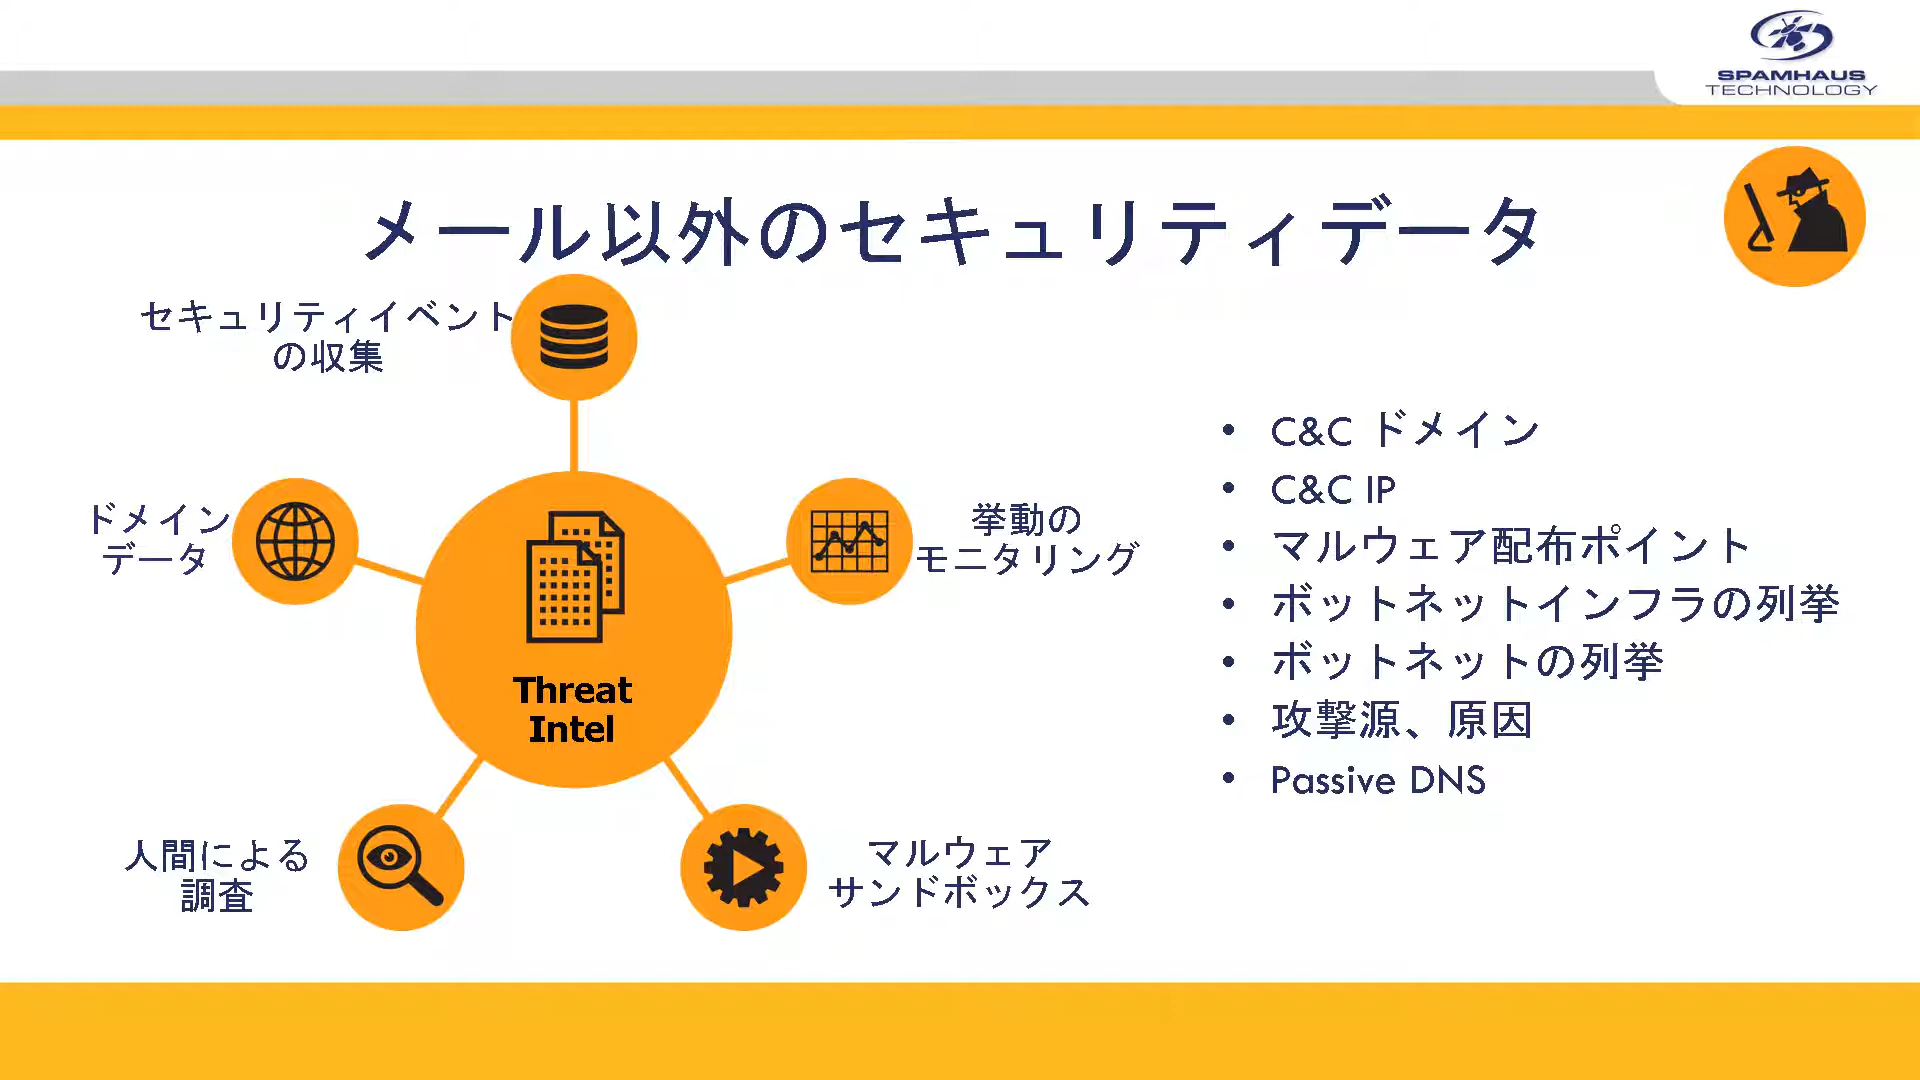 SPAMHAUS
TECHNOLOGY
メール以外のセキュリティデータ
セキュリティイベント
の収集
ドメイン
データ
挙動の
モニタリング
Threat
Intel
人間による
調査
マルウェア
サンドボックス
• C&C ドメイン
• C&C IP
• マルウェア配布ポイント
• ボットネットインフラの列挙
• ボットネットの列挙
• 攻撃源、原因
• Passive DNS